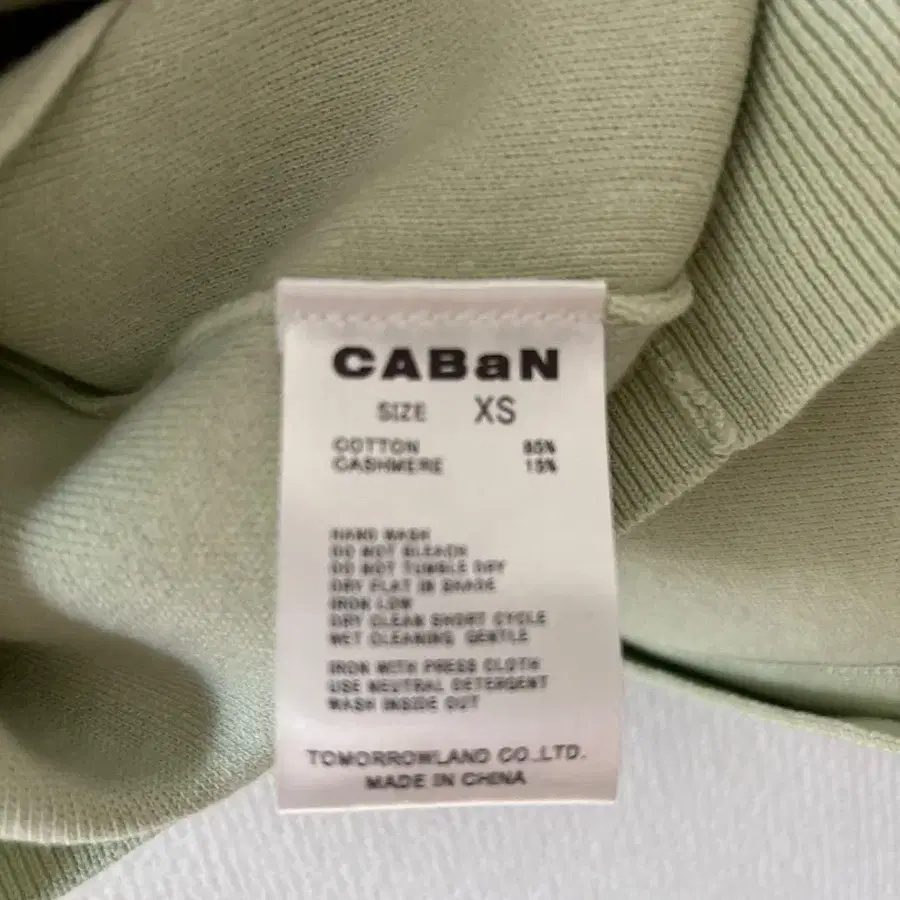 CABaN
SIZE XS
COTTON 85%
CASHMERE 15%
HAND WASH
DO NOT BLEACH
DO NOT TUMBLE DRY
DRY FLAT IN SHADE
IRON LOW
DRY CLEAN SHORT CYCLE
WET CLEANING GENTLE
IRON WITH PRESS CLOTH
USE NEUTRAL DETERGENT
WASH INSIDE OUT
TOMORROWLAND CO.,LTD.
MADE IN CHINA